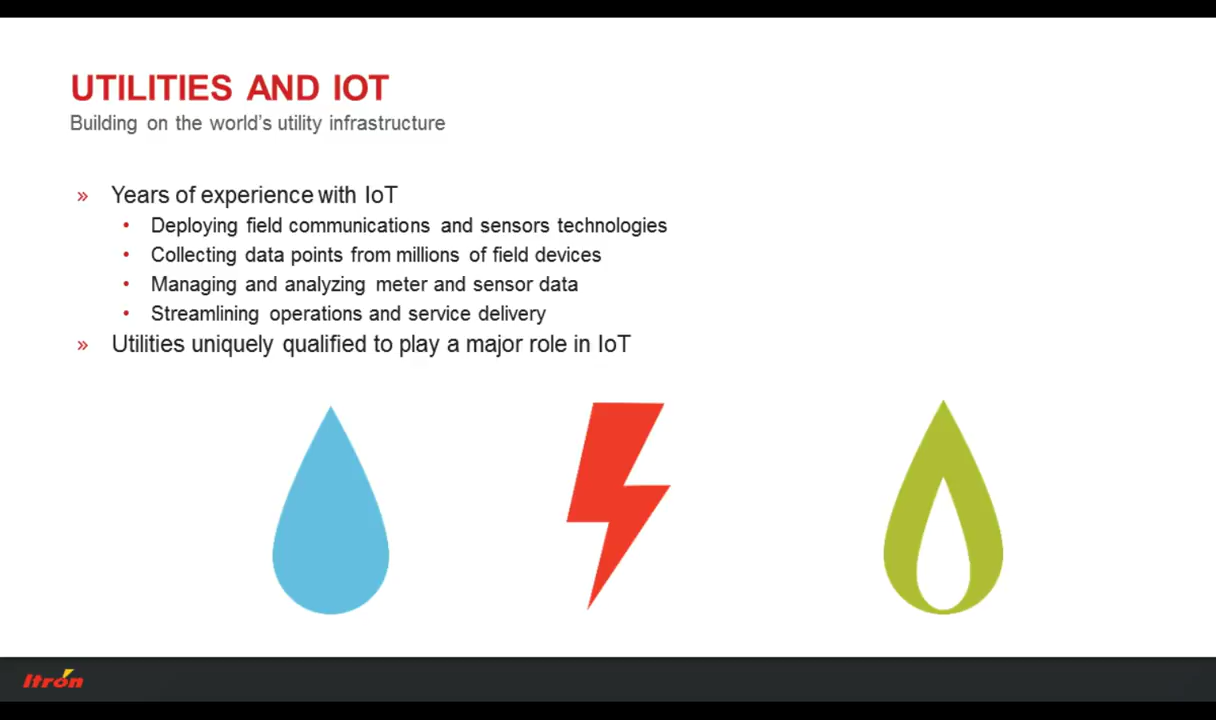 UTILITIES AND IOT
Building on the world's utility infrastructure
» Years of experience with IoT
• Deploying field communications and sensors technologies
• Collecting data points from millions of field devices
• Managing and analyzing meter and sensor data
• Streamlining operations and service delivery
» Utilities uniquely qualified to play a major role in IoT
Itron